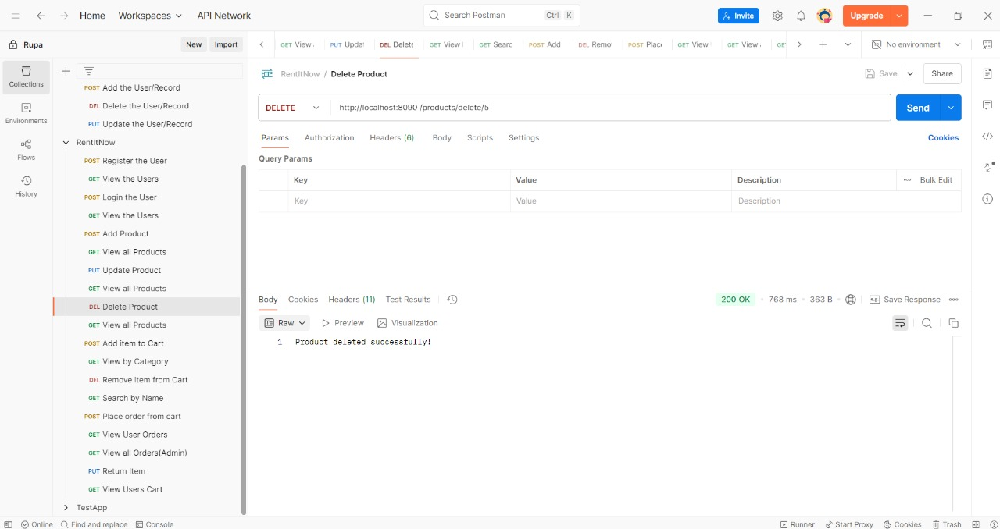 Home Workspaces API Network Search Postman Ctrl K Invite Upgrade
Rupa New Import
GET View PUT Updat DEL Delete GET View GET Searc POST Add DEL Remo POST Plac GET View GET View GET No environment
Collections
Environments
Flows
History
POST Add the User/Record
DEL Delete the User/Record
PUT Update the User/Record
RentItNow
POST Register the User
GET View the Users
POST Login the User
GET View the Users
POST Add Product
GET View all Products
PUT Update Product
GET View all Products
DEL Delete Product
GET View all Products
POST Add item to Cart
GET View by Category
DEL Remove item from Cart
GET Search by Name
POST Place order from cart
GET View User Orders
GET View all Orders(Admin)
PUT Return Item
GET View Users Cart
TestApp
HTTP RentItNow / Delete Product Save Share
DELETE http://localhost:8090 /products/delete/5 Send
Params Authorization Headers (6) Body Scripts Settings Cookies
Query Params
Key Value Description Bulk Edit
Key Value Description
Body Cookies Headers (11) Test Results 200 OK 768 ms 363 B Save Response
Raw Preview Visualization
1 Product deleted successfully!
Online Find and replace Console Runner Start Proxy Cookies Trash